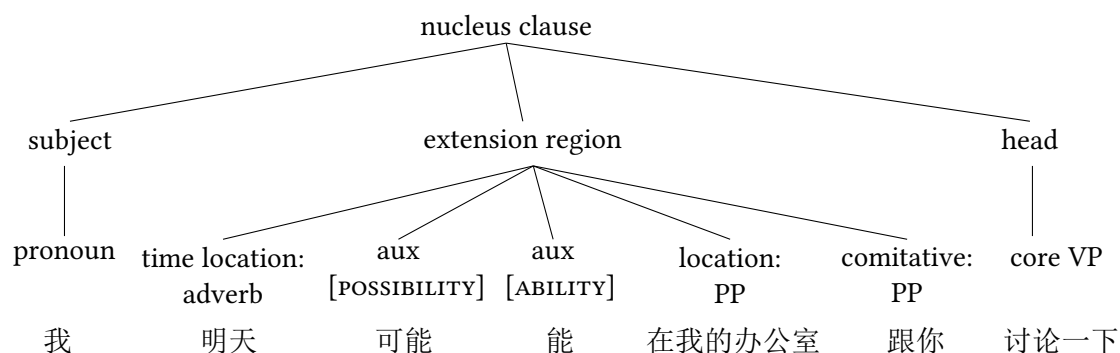 nucleus clause
subject extension region head
pronoun time location: adverb aux [POSSIBILITY] aux [ABILITY] location: PP comitative: PP core VP
我 明天 可能 能 在我的办公室 跟你 讨论一下